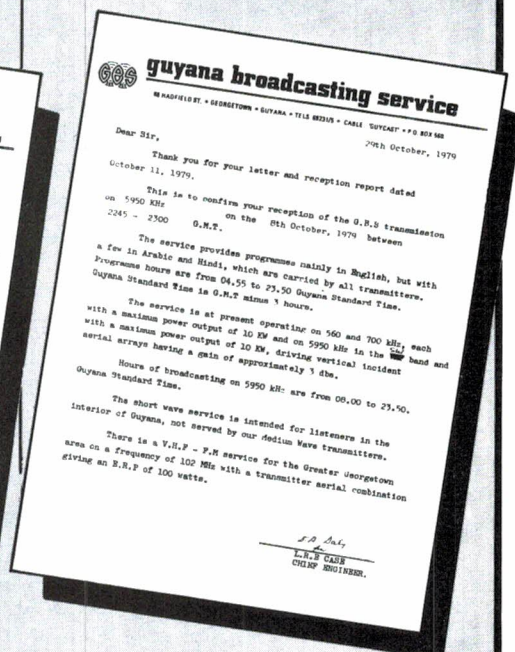 GBS
guyana broadcasting service
HADFIELD ST. • GEORGETOWN • GUYANA • TELS • CABLE "GUYCAST" • P.O. BOX
29th October, 1979
Dear Sir,
Thank you for your letter and reception report dated
October 11, 1979.
This is to confirm your reception of the G.B.S transmission
on 5950 KHz on the 8th October, 1979 between
2245 - 2300 G.M.T.
The service provides programmes mainly in English, but with
a few in Arabic and Hindi, which are carried by all transmitters.
Programme hours are from 04.55 to 23.50 Guyana Standard Time.
Guyana Standard Time is G.M.T minus 3 hours.
The service is at present operating on 560 and 700 kHz, each
with a maximum power output of 10 KW and on 5950 kHz in the band and
with a maximum power output of 10 KW, driving vertical incident
aerial arrays having a gain of approximately 3 dbs.
Hours of broadcasting on 5950 kHz are from 08.00 to 23.50.
Guyana Standard Time.
The short wave service is intended for listeners in the
interior of Guyana, not served by our Medium Wave transmitters.
There is a V.H.F - F.M service for the Greater Georgetown
area on a frequency of 102 MHz with a transmitter aerial combination
giving an E.R.P of 100 watts.
L.R.B CASE
CHIEF ENGINEER.